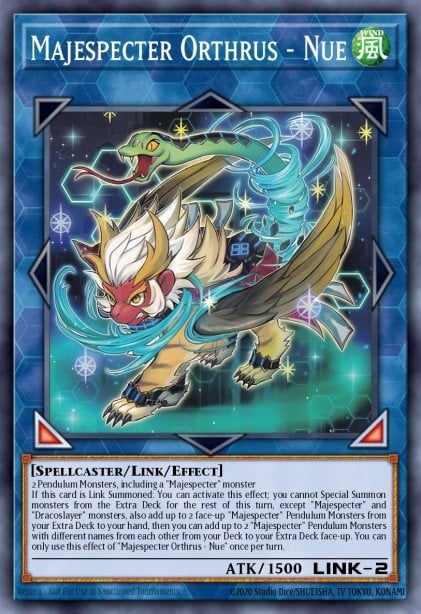 Majespecter Orthrus - Nue
WIND
風
88
[Spellcaster/Link/Effect]
2 Pendulum Monsters, including a "Majespecter" monster
If this card is Link Summoned: You can activate this effect; you cannot Special Summon
monsters from the Extra Deck for the rest of this turn, except "Majespecter" and
"Dracoslayer" monsters, also add up to 2 face-up "Majespecter" Pendulum Monsters from
your Extra Deck to your hand, then you can add up to 2 "Majespecter" Pendulum Monsters
with different names from each other from your Deck to your Extra Deck face-up. You can
only use this effect of "Majespecter Orthrus - Nue" once per turn.
ATK/1500 LINK-2
Replica - Not For Use in Sanctioned Tornaments. ©2020 Studio Dice/SHUEISHA, TV TOKYO, KONAMI